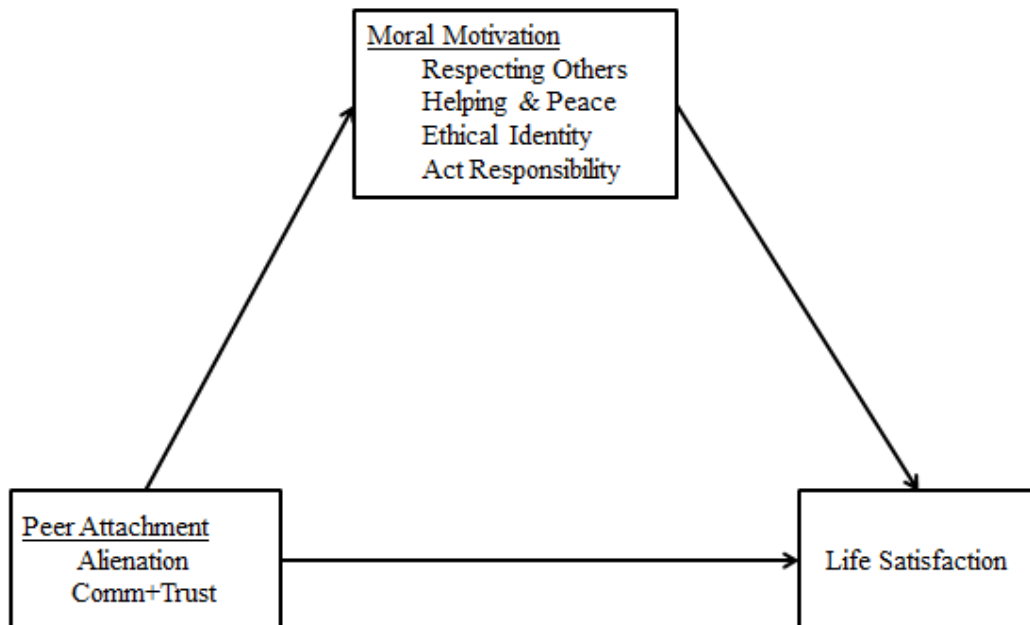 Moral Motivation
Respecting Others
Helping & Peace
Ethical Identity
Act Responsibility
Peer Attachment
Alienation
Comm+Trust
Life Satisfaction